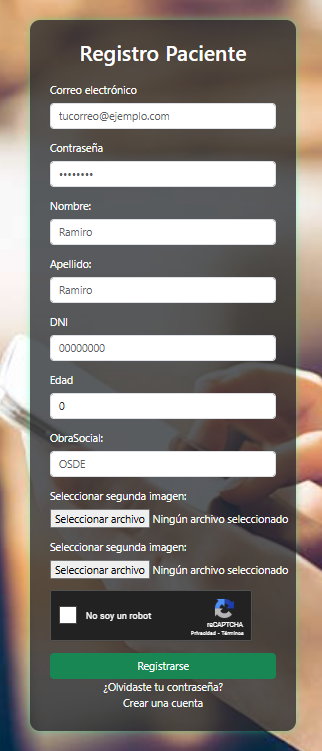 Registro Paciente
Correo electrónico
tucorreo@ejemplo.com
Contraseña
••••••••
Nombre:
Ramiro
Apellido:
Ramiro
DNI
00000000
Edad
0
ObraSocial:
OSDE
Seleccionar segunda imagen:
Seleccionar archivo Ningún archivo seleccionado
Seleccionar segunda imagen:
Seleccionar archivo Ningún archivo seleccionado
No soy un robot
reCAPTCHA
Privacidad - Términos
Registrarse
¿Olvidaste tu contraseña?
Crear una cuenta